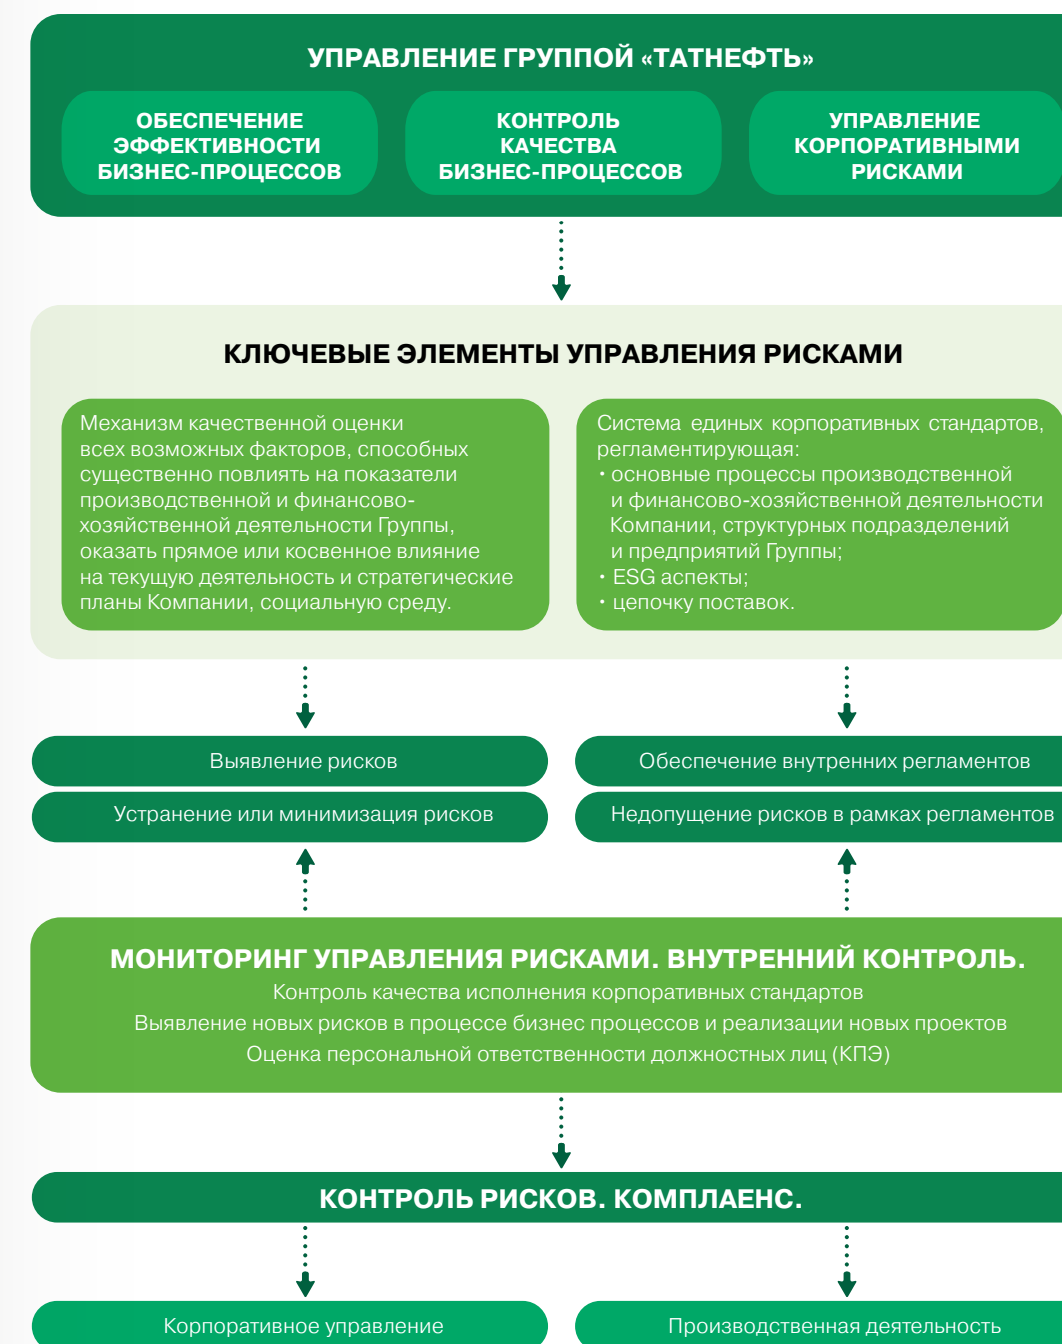 УПРАВЛЕНИЕ ГРУППОЙ «ТАТНЕФТЬ»
ОБЕСПЕЧЕНИЕ
ЭФФЕКТИВНОСТИ
БИЗНЕС-ПРОЦЕССОВ
КОНТРОЛЬ
КАЧЕСТВА
БИЗНЕС-ПРОЦЕССОВ
УПРАВЛЕНИЕ
КОРПОРАТИВНЫМИ
РИСКАМИ
КЛЮЧЕВЫЕ ЭЛЕМЕНТЫ УПРАВЛЕНИЯ РИСКАМИ
Механизм качественной оценки
всех возможных факторов, способных
существенно повлиять на показатели
производственной и финансово-
хозяйственной деятельности Группы,
оказать прямое или косвенное влияние
на текущую деятельность и стратегические
планы Компании, социальную среду.
Система единых корпоративных стандартов,
регламентирующая:
• основные процессы производственной
и финансово-хозяйственной деятельности
Компании, структурных подразделений
и предприятий Группы;
• ESG аспекты;
• цепочку поставок.
Выявление рисков
Устранение или минимизация рисков
Обеспечение внутренних регламентов
Недопущение рисков в рамках регламентов
МОНИТОРИНГ УПРАВЛЕНИЯ РИСКАМИ. ВНУТРЕННИЙ КОНТРОЛЬ.
Контроль качества исполнения корпоративных стандартов
Выявление новых рисков в процессе бизнес процессов и реализации новых проектов
Оценка персональной ответственности должностных лиц (КПЭ)
КОНТРОЛЬ РИСКОВ. КОМПЛАЕНС.
Корпоративное управление
Производственная деятельность